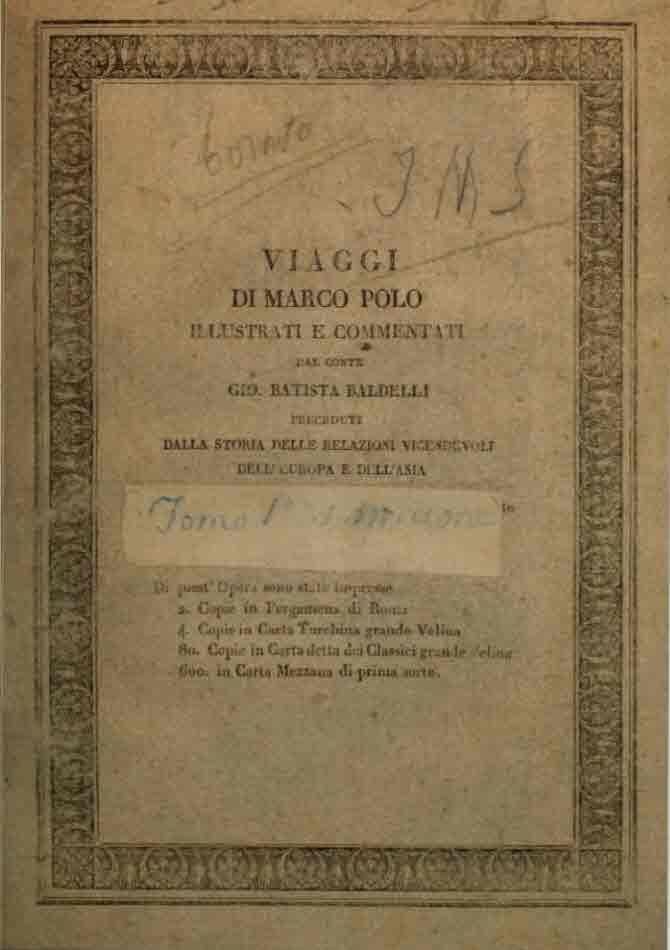 VIAGGI
DI MARCO POLO
ILLUSTRATI E COMMENTATI
DAL CONTE
GIO. BATISTA BALDELLI
PRECEDUTI
DALLA STORIA DELLE RELAZIONI VICENDEVOLI
DELL'EUROPA E DELL'ASIA
Tomo 1°
Di quest'Opera sono state impresse
2. Copie in Pergamena di Roma
4. Copie in Carta Turchina grande Velina
80. Copie in Carta detta dei Classici grande Velina
600. in Carta Mezzana di prima sorte.